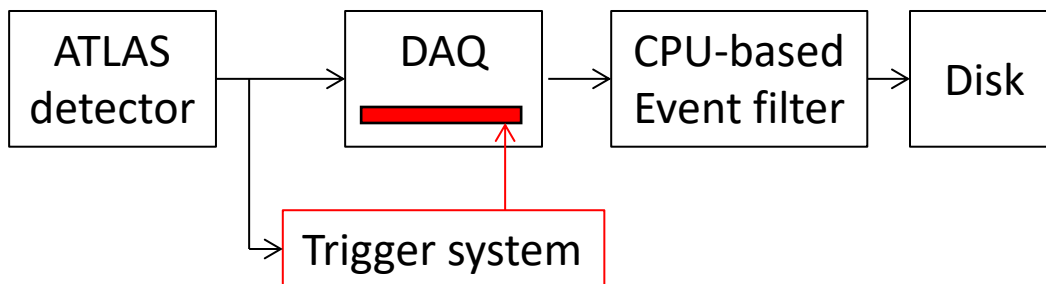 ATLAS
detector
DAQ
CPU-based
Event filter
Disk
Trigger system